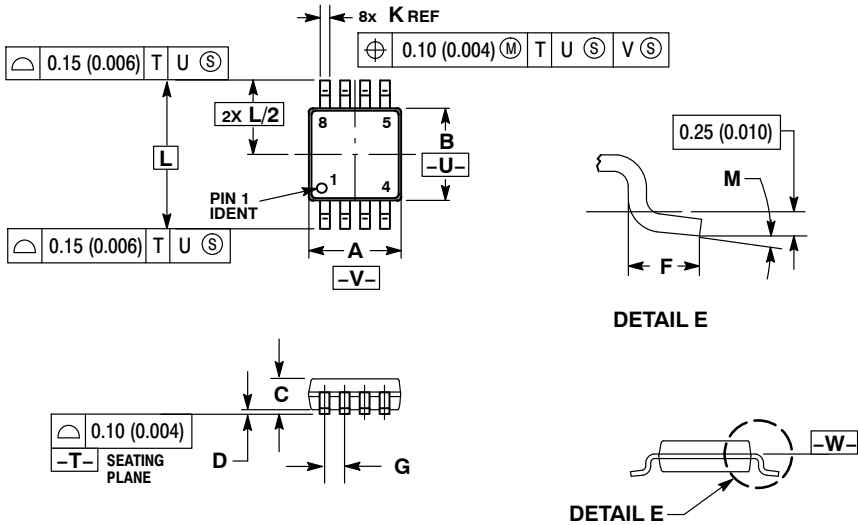 8x K REF
⌖ 0.10 (0.004) Ⓜ T U Ⓢ V Ⓢ
⌓ 0.15 (0.006) T U Ⓢ
2X L/2
8 5
B
–U–
L
1 4
PIN 1
IDENT
⌓ 0.15 (0.006) T U Ⓢ
A
–V–
0.25 (0.010)
M
F
DETAIL E
C
⌓ 0.10 (0.004)
–T– SEATING
PLANE
D
G
–W–
DETAIL E